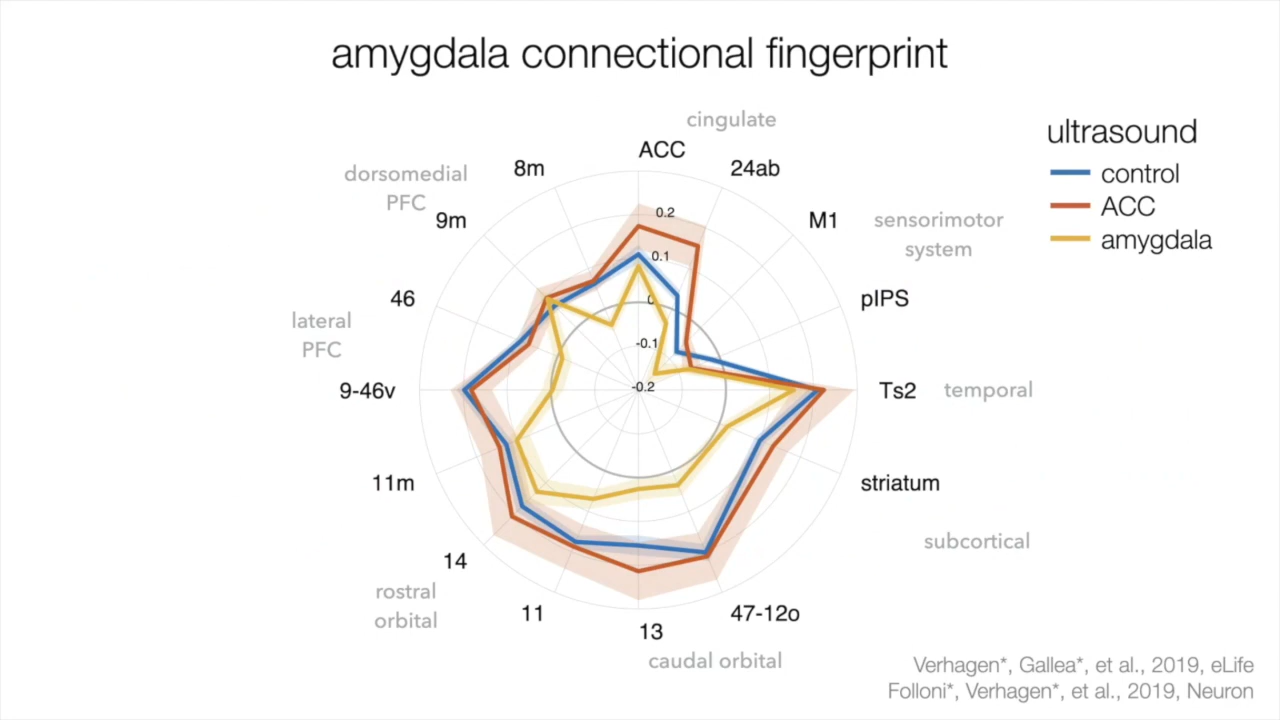 amygdala connectional fingerprint
cingulate
ACC
24ab
8m
dorsomedial
PFC
9m
M1
sensorimotor
system
ultrasound
control
ACC
amygdala
0.2
0.1
0
-0.1
-0.2
46
pIPS
lateral
PFC
9-46v
Ts2
temporal
11m
striatum
subcortical
14
rostral
orbital
11
13
47-12o
caudal orbital
Verhagen*, Gallea*, et al., 2019, eLife
Folloni*, Verhagen*, et al., 2019, Neuron